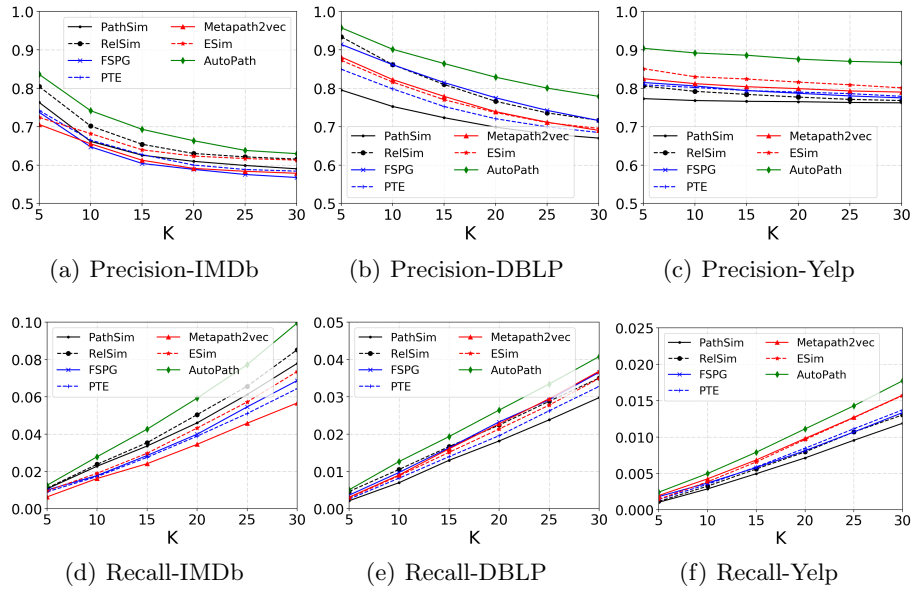 1.0
0.9
0.8
0.7
0.6
0.5
PathSim
RelSim
FSPG
PTE
Metapath2vec
ESim
AutoPath
5 10 15 20 25 30
K
(a) Precision-IMDb
1.0
0.9
0.8
0.7
0.6
0.5
PathSim
RelSim
FSPG
PTE
Metapath2vec
ESim
AutoPath
5 10 15 20 25 30
K
(b) Precision-DBLP
1.0
0.9
0.8
0.7
0.6
0.5
PathSim
RelSim
FSPG
PTE
Metapath2vec
ESim
AutoPath
5 10 15 20 25 30
K
(c) Precision-Yelp
0.10
0.08
0.06
0.04
0.02
0.00
PathSim
RelSim
FSPG
PTE
Metapath2vec
ESim
AutoPath
5 10 15 20 25 30
K
(d) Recall-IMDb
0.05
0.04
0.03
0.02
0.01
0.00
PathSim
RelSim
FSPG
PTE
Metapath2vec
ESim
AutoPath
5 10 15 20 25 30
K
(e) Recall-DBLP
0.025
0.020
0.015
0.010
0.005
0.000
PathSim
RelSim
FSPG
PTE
Metapath2vec
ESim
AutoPath
5 10 15 20 25 30
K
(f) Recall-Yelp